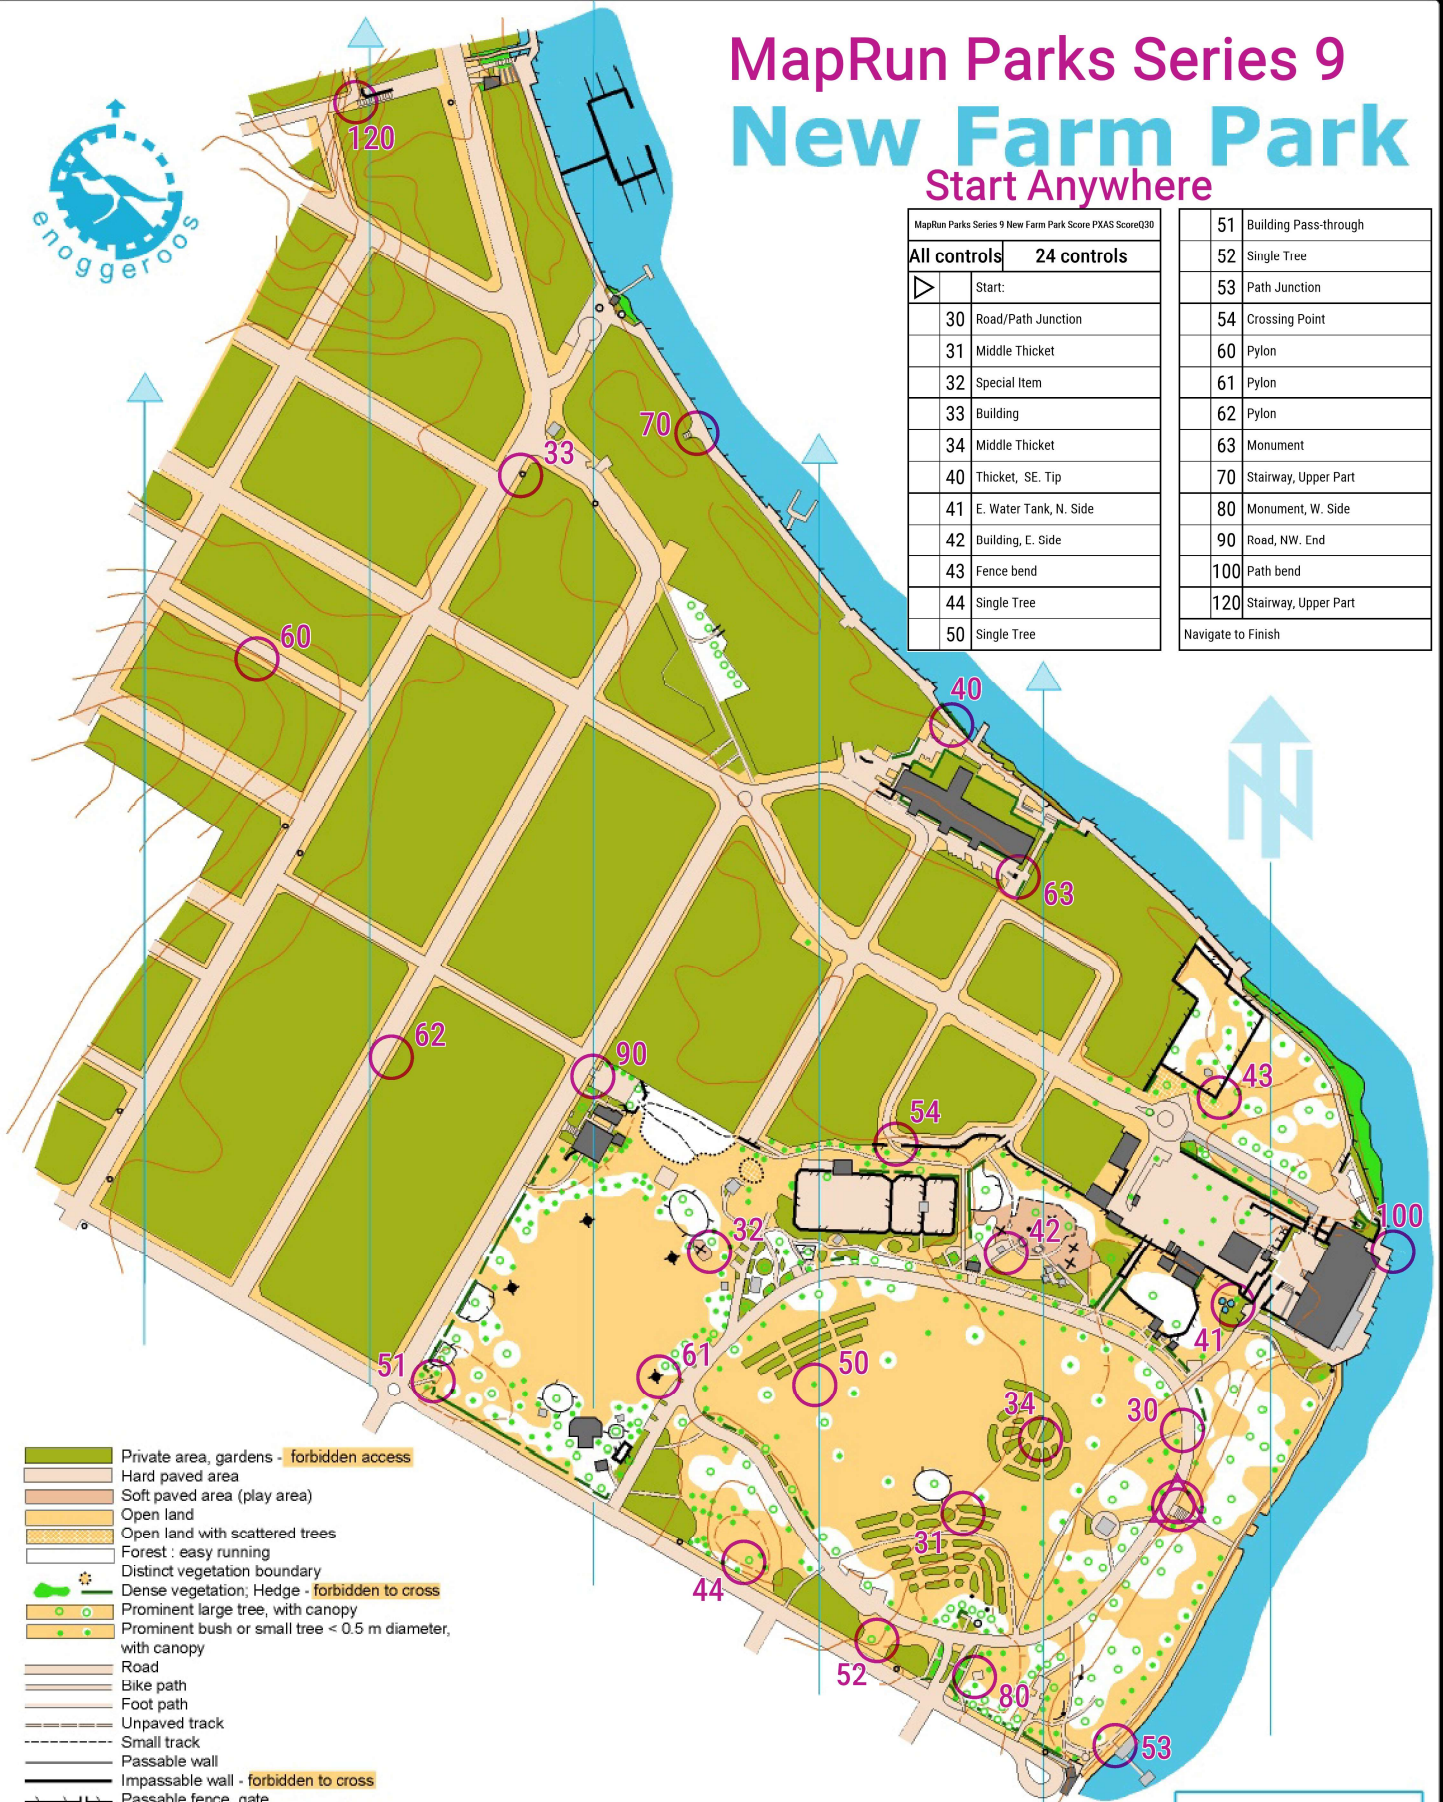 MapRun Parks Series 9
New Farm Park
Start Anywhere
enoggeroos
MapRun Parks Series 9 New Farm Park Score PXAS ScoreQ30
All controls 24 controls
Start:
30 Road/Path Junction
31 Middle Thicket
32 Special Item
33 Building
34 Middle Thicket
40 Thicket, SE. Tip
41 E. Water Tank, N. Side
42 Building, E. Side
43 Fence bend
44 Single Tree
50 Single Tree
51 Building Pass-through
52 Single Tree
53 Path Junction
54 Crossing Point
60 Pylon
61 Pylon
62 Pylon
63 Monument
70 Stairway, Upper Part
80 Monument, W. Side
90 Road, NW. End
100 Path bend
120 Stairway, Upper Part
Navigate to Finish
120
70
33
60
40
63
62
90
43
54
100
32
42
41
61
51
50
34
30
31
44
52
80
53
N
Private area, gardens - forbidden access
Hard paved area
Soft paved area (play area)
Open land
Open land with scattered trees
Forest : easy running
Distinct vegetation boundary
Dense vegetation; Hedge - forbidden to cross
Prominent large tree, with canopy
Prominent bush or small tree < 0.5 m diameter,
with canopy
Road
Bike path
Foot path
Unpaved track
Small track
Passable wall
Impassable wall - forbidden to cross
Passable fence, gate